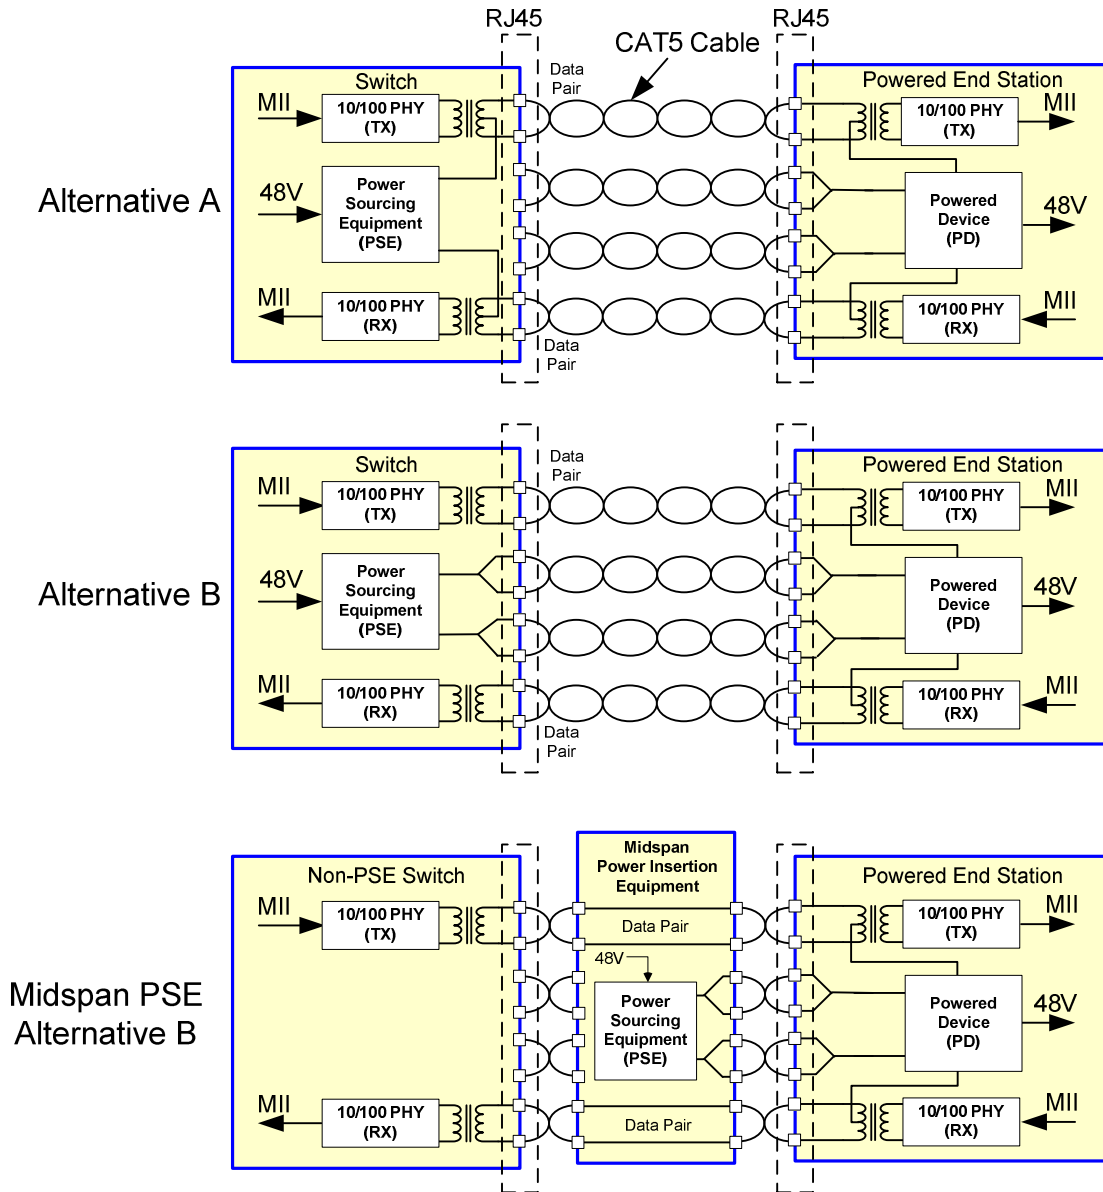 RJ45
RJ45
CAT5 Cable
Alternative A
Switch
MII
10/100 PHY
(TX)
48V
Power
Sourcing
Equipment
(PSE)
MII
10/100 PHY
(RX)
Data
Pair
Data
Pair
Powered End Station
10/100 PHY
(TX)
MII
Powered
Device
(PD)
48V
10/100 PHY
(RX)
MII
Alternative B
Switch
MII
10/100 PHY
(TX)
48V
Power
Sourcing
Equipment
(PSE)
MII
10/100 PHY
(RX)
Data
Pair
Data
Pair
Powered End Station
10/100 PHY
(TX)
MII
Powered
Device
(PD)
48V
10/100 PHY
(RX)
MII
Midspan PSE
Alternative B
Non-PSE Switch
MII
10/100 PHY
(TX)
MII
10/100 PHY
(RX)
Midspan
Power Insertion
Equipment
Data Pair
48V
Power
Sourcing
Equipment
(PSE)
Data Pair
Powered End Station
10/100 PHY
(TX)
MII
Powered
Device
(PD)
48V
10/100 PHY
(RX)
MII